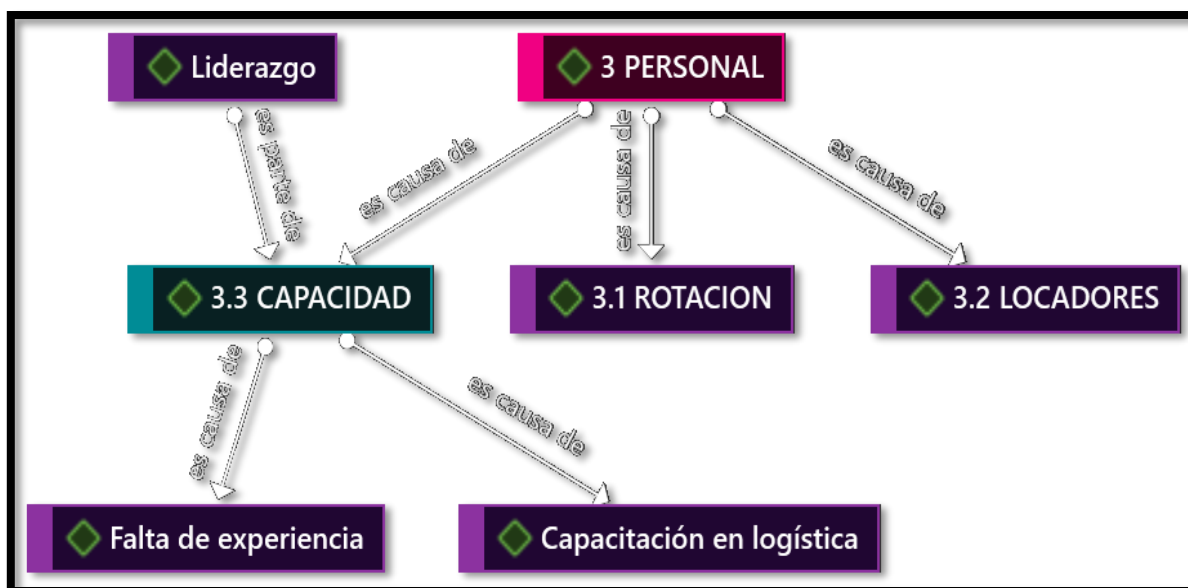 Liderazgo
3 PERSONAL
es parte de
es causa de
es causa de
es causa de
3.3 CAPACIDAD
3.1 ROTACION
3.2 LOCADORES
es causa de
es causa de
Falta de experiencia
Capacitación en logística